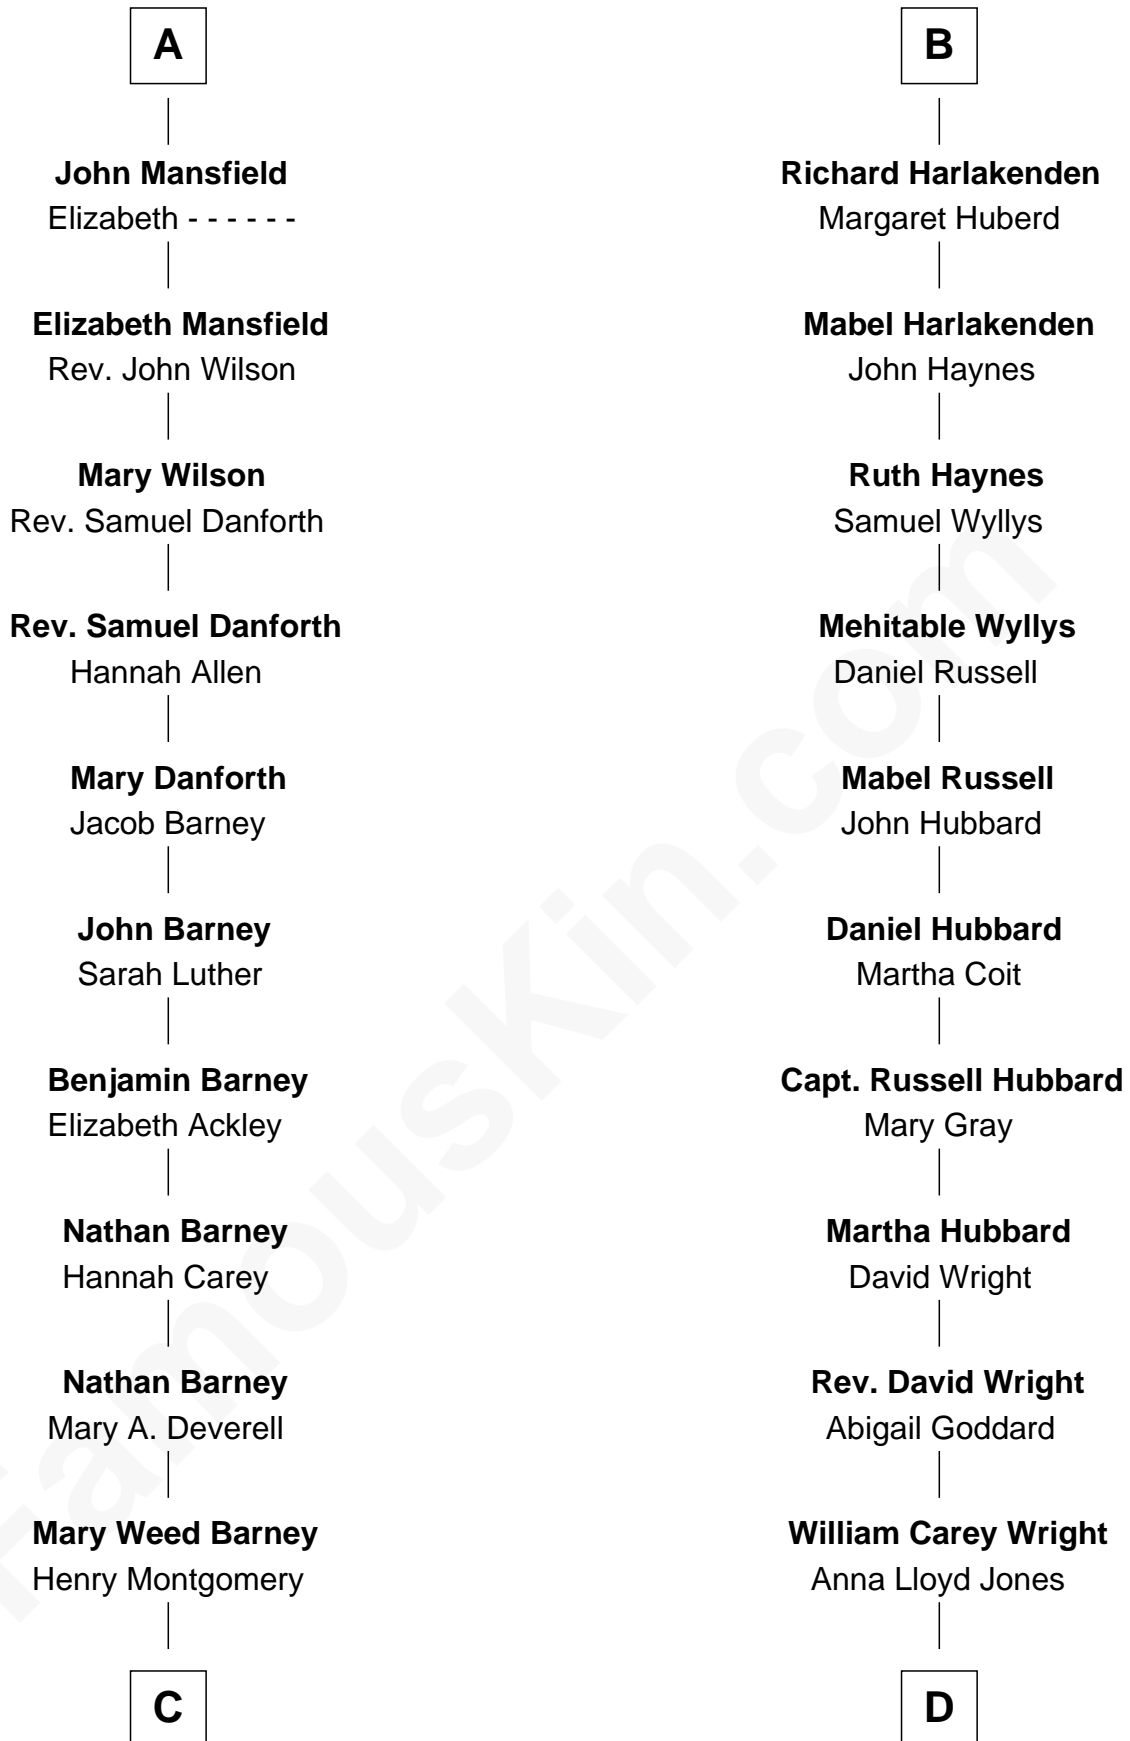 A
John Mansfield
Elizabeth - - - - - -
Elizabeth Mansfield
Rev. John Wilson
Mary Wilson
Rev. Samuel Danforth
Rev. Samuel Danforth
Hannah Allen
Mary Danforth
Jacob Barney
John Barney
Sarah Luther
Benjamin Barney
Elizabeth Ackley
Nathan Barney
Hannah Carey
Nathan Barney
Mary A. Deverell
Mary Weed Barney
Henry Montgomery
C
B
Richard Harlakenden
Margaret Huberd
Mabel Harlakenden
John Haynes
Ruth Haynes
Samuel Wyllys
Mehitable Wyllys
Daniel Russell
Mabel Russell
John Hubbard
Daniel Hubbard
Martha Coit
Capt. Russell Hubbard
Mary Gray
Martha Hubbard
David Wright
Rev. David Wright
Abigail Goddard
William Carey Wright
Anna Lloyd Jones
D
FamousKin.com